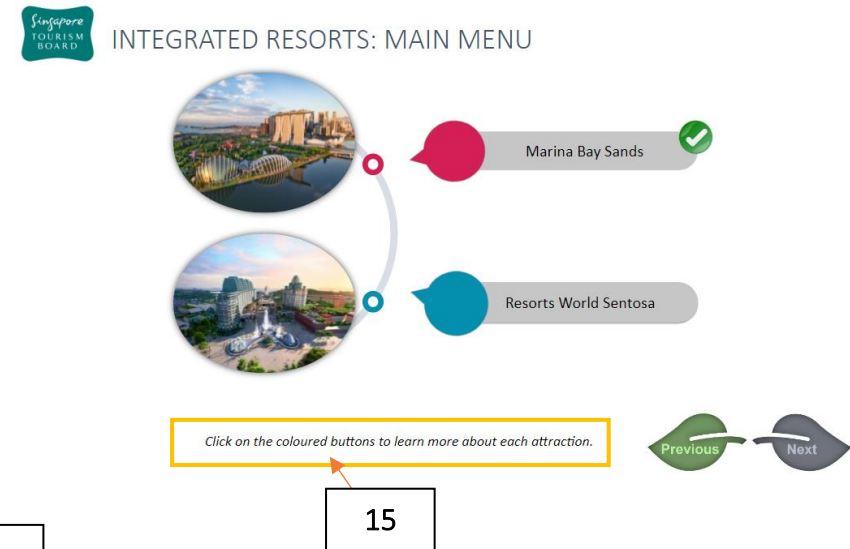 Singapore
TOURISM
BOARD
INTEGRATED RESORTS: MAIN MENU
Marina Bay Sands
Resorts World Sentosa
Click on the coloured buttons to learn more about each attraction.
Previous
Next
15